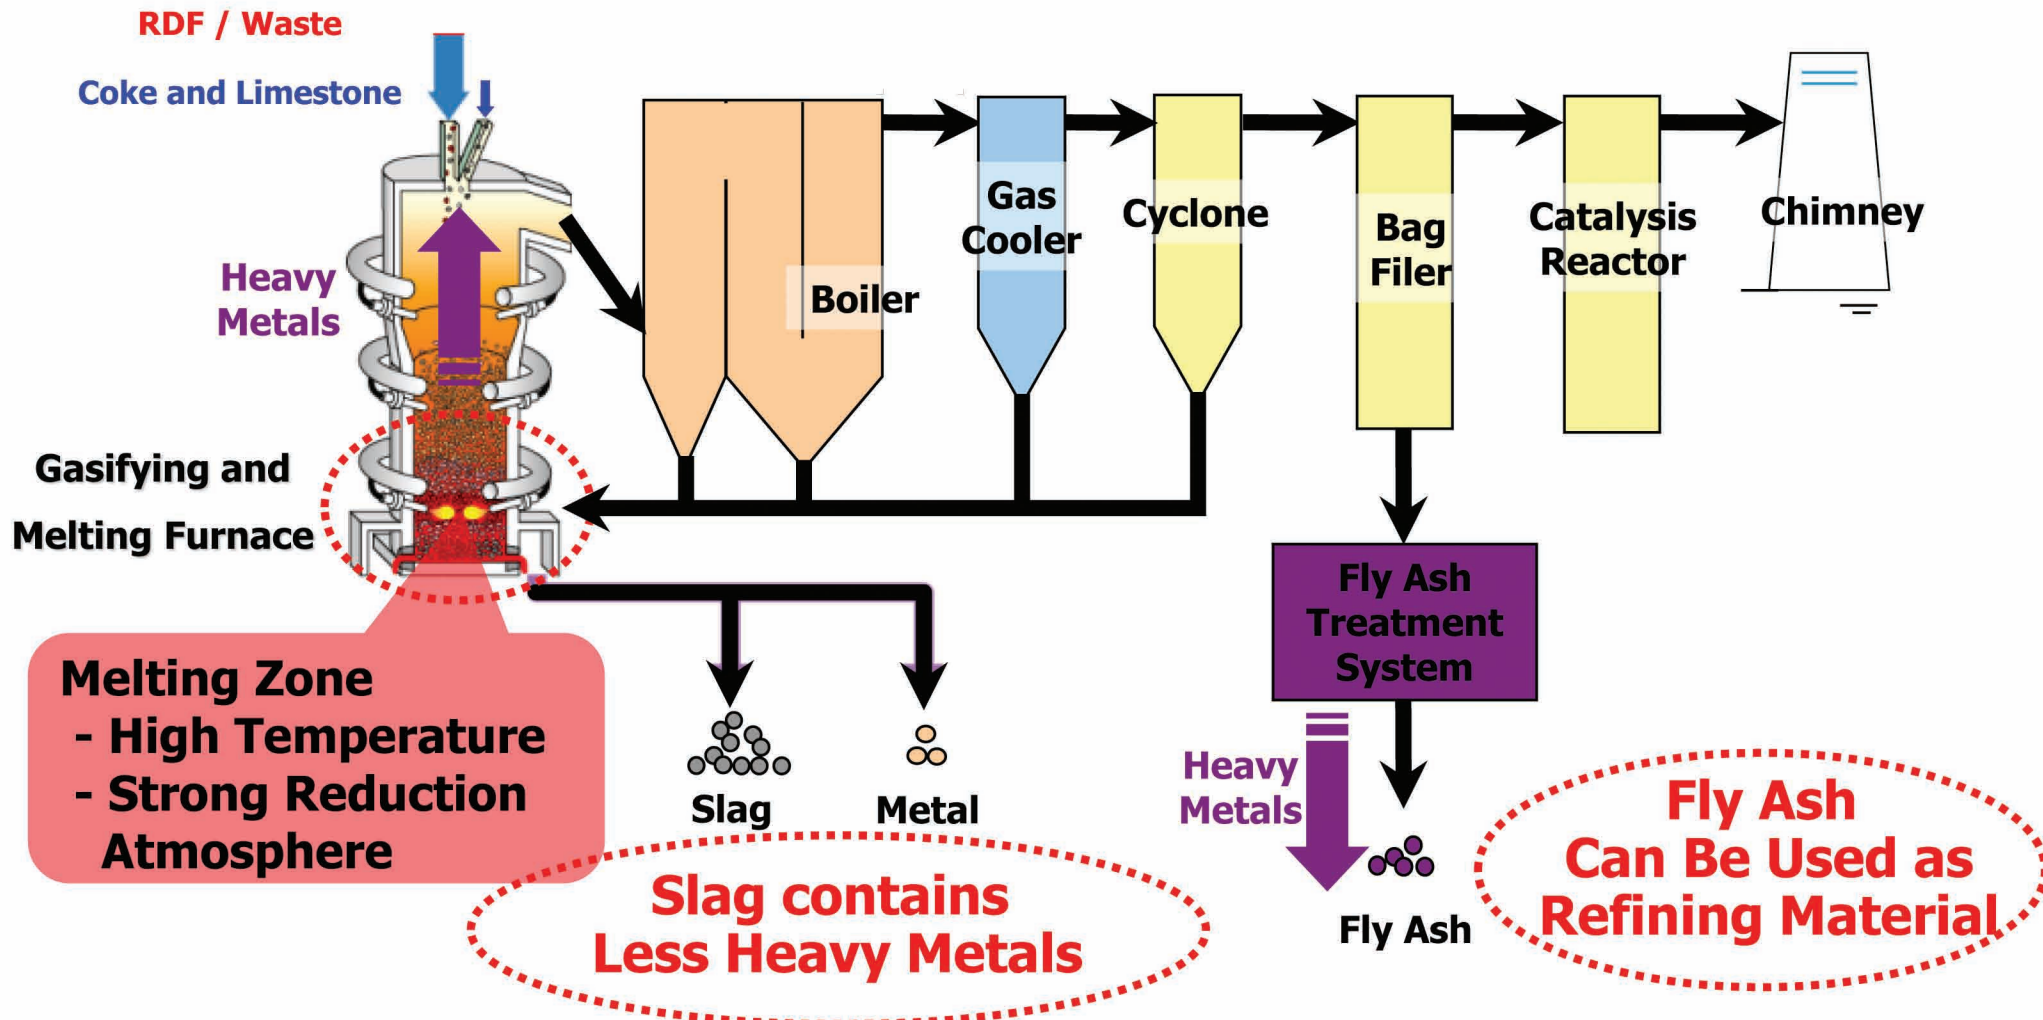 RDF / Waste
Coke and Limestone
Heavy
Metals
Gasifying and
Melting Furnace
Boiler
Gas
Cooler
Cyclone
Bag
Filer
Catalysis
Reactor
Chimney
Melting Zone
- High Temperature
- Strong Reduction
Atmosphere
Slag
Metal
Slag contains
Less Heavy Metals
Fly Ash
Treatment
System
Heavy
Metals
Fly Ash
Fly Ash
Can Be Used as
Refining Material